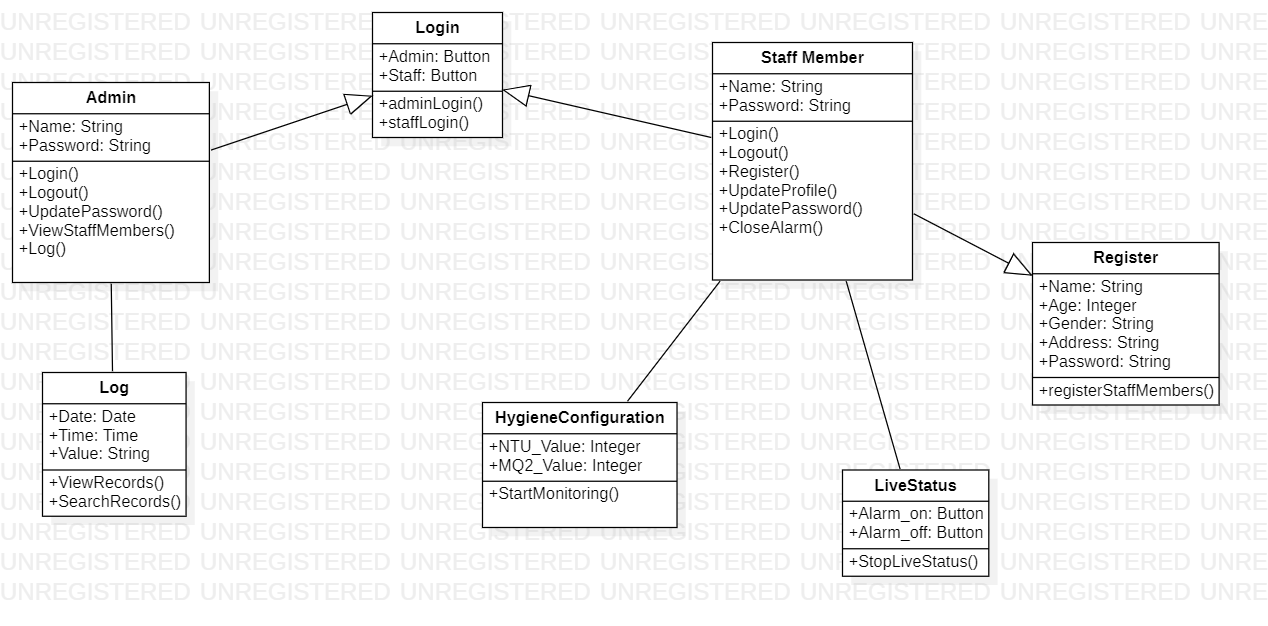 Login
+Admin: Button
+Staff: Button
+adminLogin()
+staffLogin()
Staff Member
+Name: String
+Password: String
+Login()
+Logout()
+Register()
+UpdateProfile()
+UpdatePassword()
+CloseAlarm()
Admin
+Name: String
+Password: String
+Login()
+Logout()
+UpdatePassword()
+ViewStaffMembers()
+Log()
Register
+Name: String
+Age: Integer
+Gender: String
+Address: String
+Password: String
+registerStaffMembers()
Log
+Date: Date
+Time: Time
+Value: String
+ViewRecords()
+SearchRecords()
HygieneConfiguration
+NTU_Value: Integer
+MQ2_Value: Integer
+StartMonitoring()
LiveStatus
+Alarm_on: Button
+Alarm_off: Button
+StopLiveStatus()
UNREGISTERED UNREGISTERED UNREGISTERED UNREGISTERED UNREGISTERED UNREGISTERED UNRE